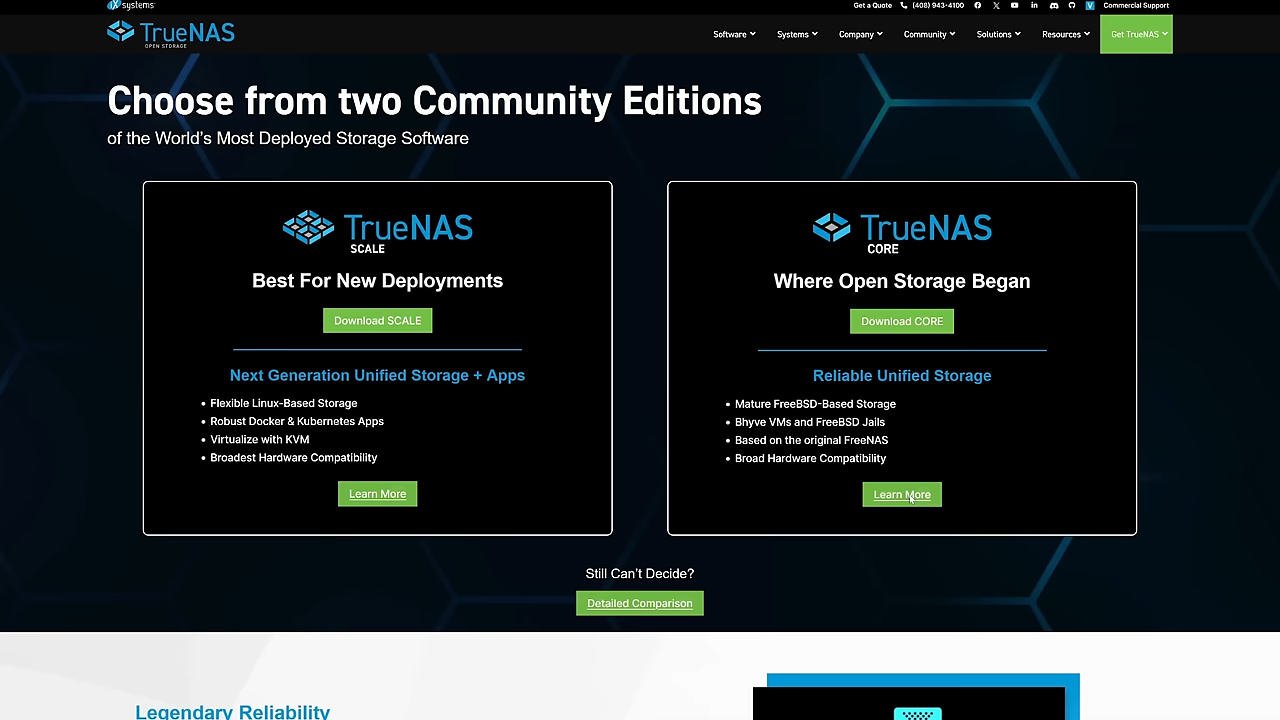 iXsystems
Get a Quote (408) 943-4100 Commercial Support
TrueNAS
OPEN STORAGE
Software Systems Company Community Solutions Resources Get TrueNAS
Choose from two Community Editions
of the World's Most Deployed Storage Software
TrueNAS
SCALE
Best For New Deployments
Download SCALE
Next Generation Unified Storage + Apps
• Flexible Linux-Based Storage
• Robust Docker & Kubernetes Apps
• Virtualize with KVM
• Broadest Hardware Compatibility
Learn More
TrueNAS
CORE
Where Open Storage Began
Download CORE
Reliable Unified Storage
• Mature FreeBSD-Based Storage
• Bhyve VMs and FreeBSD Jails
• Based on the original FreeNAS
• Broad Hardware Compatibility
Learn More
Still Can't Decide?
Detailed Comparison
Legendary Reliability